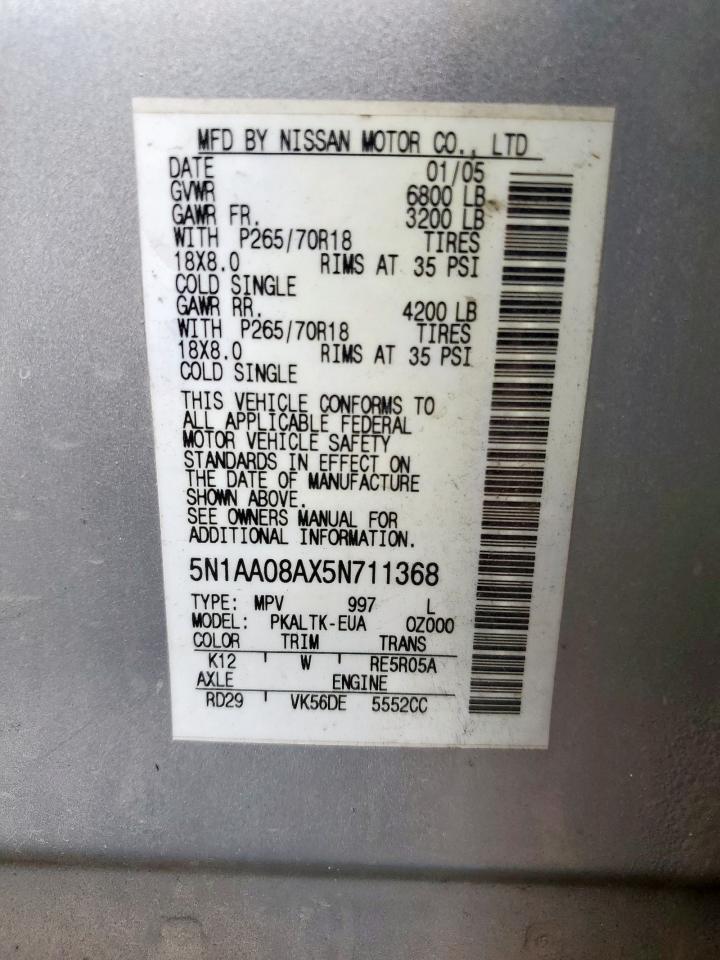 MFD BY NISSAN MOTOR CO., LTD
DATE 01/05
GVWR 6800 LB
GAWR FR. 3200 LB
WITH P265/70R18 TIRES
18X8.0 RIMS AT 35 PSI
COLD SINGLE
GAWR RR. 4200 LB
WITH P265/70R18 TIRES
18X8.0 RIMS AT 35 PSI
COLD SINGLE
THIS VEHICLE CONFORMS TO
ALL APPLICABLE FEDERAL
MOTOR VEHICLE SAFETY
STANDARDS IN EFFECT ON
THE DATE OF MANUFACTURE
SHOWN ABOVE.
SEE OWNERS MANUAL FOR
ADDITIONAL INFORMATION.
5N1AA08AX5N711368
TYPE: MPV 997 L
MODEL: PKALTK-EUA 0Z000
COLOR TRIM TRANS
K12 W RE5R05A
AXLE ENGINE
RD29 VK56DE 5552CC